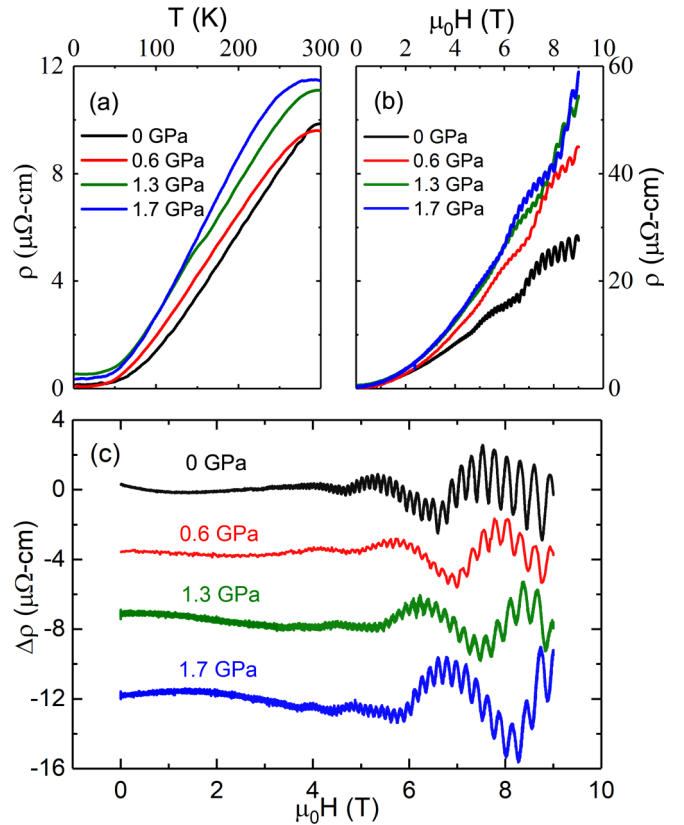 T (K)
0 50 100 150 200 250 300
(a)
0 GPa
0.6 GPa
1.3 GPa
1.7 GPa
12
8
4
0
ρ (μΩ-cm)
μ₀H (T)
0 2 4 6 8 10
(b)
0 GPa
0.6 GPa
1.3 GPa
1.7 GPa
60
40
20
0
ρ (μΩ-cm)
(c)
0 GPa
0.6 GPa
1.3 GPa
1.7 GPa
4
0
-4
-8
-12
-16
Δρ (μΩ-cm)
0 2 4 6 8 10
μ₀H (T)